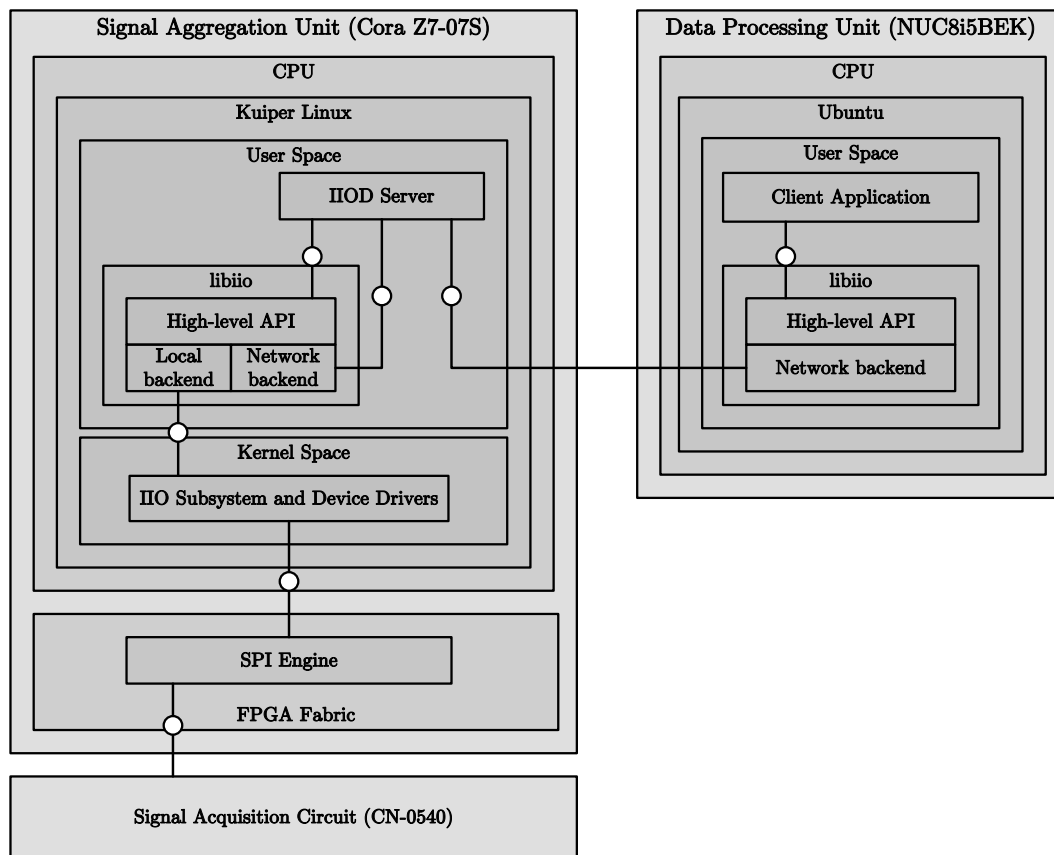 Signal Aggregation Unit (Cora Z7-07S)
CPU
Kuiper Linux
User Space
IIOD Server
libiio
High-level API
Local
backend
Network
backend
Kernel Space
IIO Subsystem and Device Drivers
SPI Engine
FPGA Fabric
Signal Acquisition Circuit (CN-0540)
Data Processing Unit (NUC8i5BEK)
CPU
Ubuntu
User Space
Client Application
libiio
High-level API
Network backend